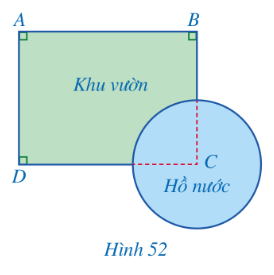 A B
Khu vườn
D C
Hồ nước
Hình 52